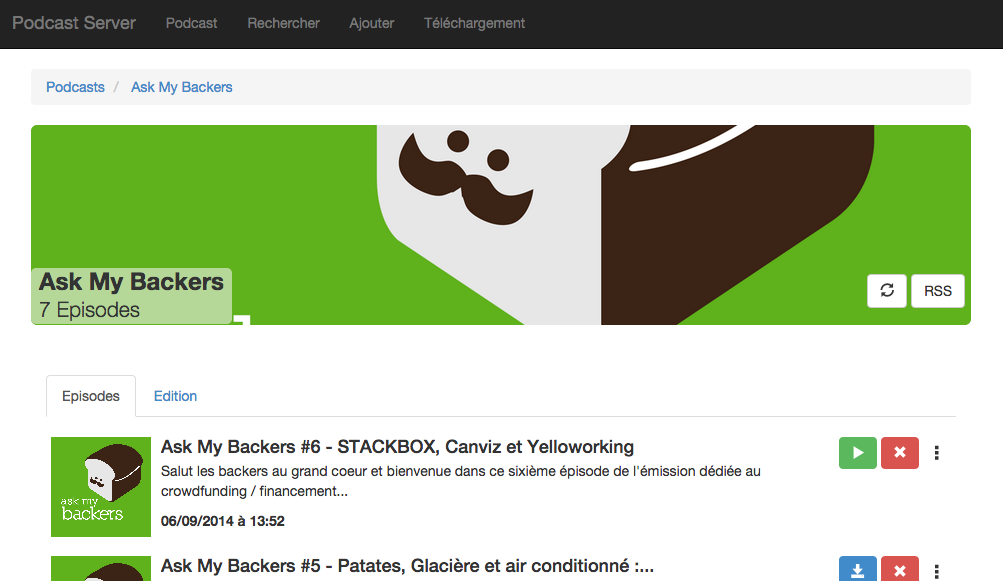 Podcast Server Podcast Rechercher Ajouter Téléchargement
Podcasts / Ask My Backers
Ask My Backers
7 Episodes
RSS
Episodes Edition
Ask My Backers #6 - STACKBOX, Canviz et Yelloworking
Salut les backers au grand coeur et bienvenue dans ce sixième épisode de l'émission dédiée au
crowdfunding / financement...
06/09/2014 à 13:52
ask my
backers
Ask My Backers #5 - Patates, Glacière et air conditionné :...